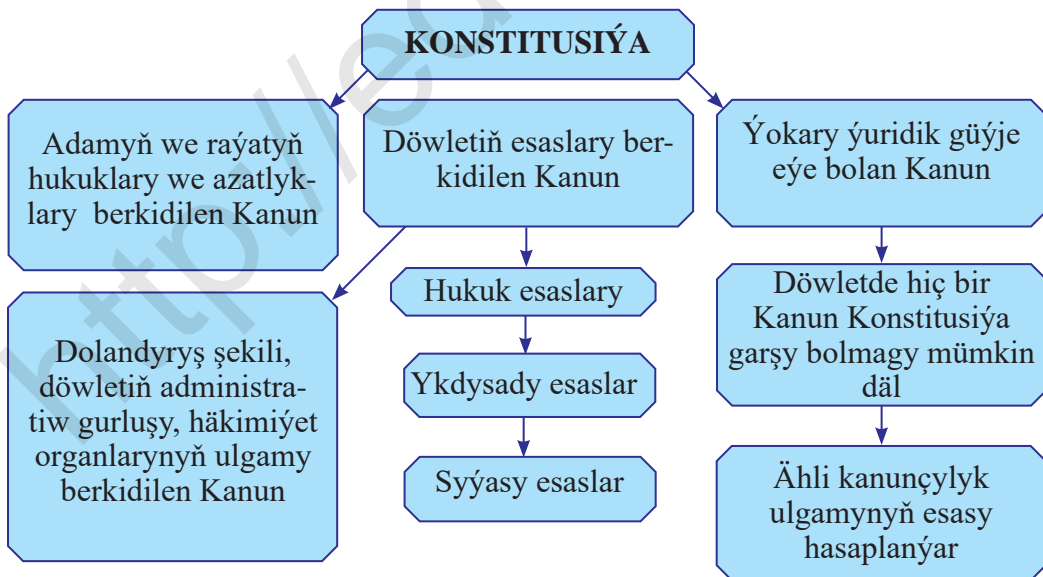 KONSTITUSIÝA
Adamyň we raýatyň
hukuklary we azatlyk-
lary berkidilen Kanun
Döwletiň esaslary ber-
kidilen Kanun
Ýokary ýuridik güýje
eýe bolan Kanun
Dolandyryş şekili,
döwletiň administra-
tiw gurluşy, häkimiýet
organlarynyň ulgamy
berkidilen Kanun
Hukuk esaslary
Ykdysady esaslar
Syýasy esaslar
Döwletde hiç bir
Kanun Konstitusiýa
garşy bolmagy mümkin
däl
Ähli kanunçylyk
ulgamynyň esasy
hasaplanýar
http://ed